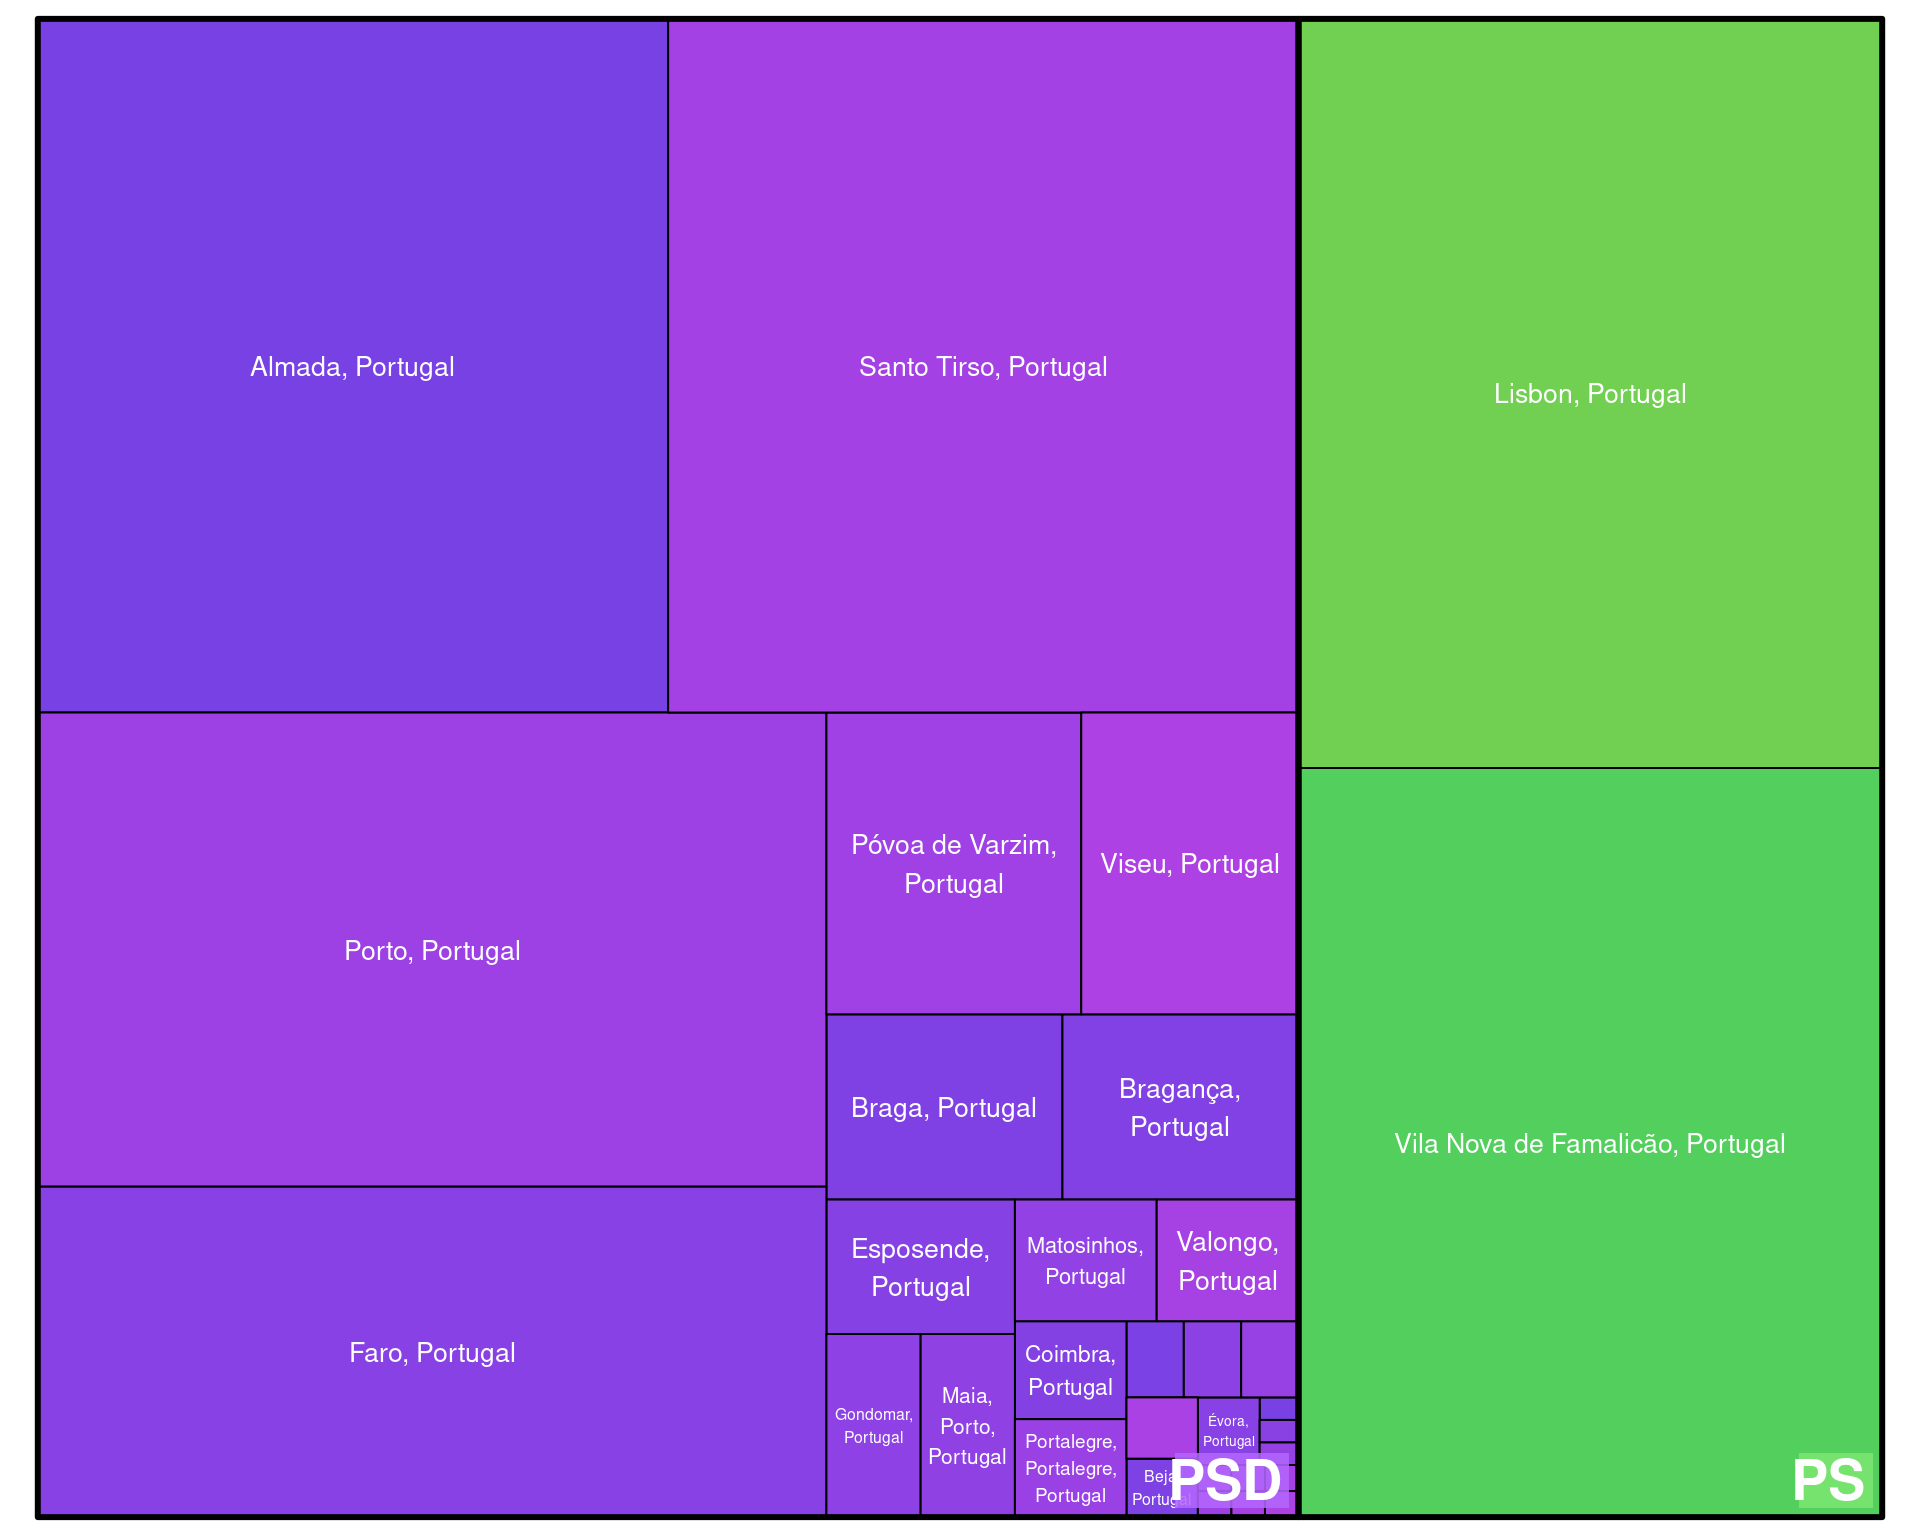 Almada, Portugal
Santo Tirso, Portugal
Lisbon, Portugal
Porto, Portugal
Póvoa de Varzim,
Portugal
Viseu, Portugal
Braga, Portugal
Bragança,
Portugal
Vila Nova de Famalicão, Portugal
Faro, Portugal
Esposende,
Portugal
Matosinhos,
Portugal
Valongo,
Portugal
Gondomar,
Portugal
Maia,
Porto,
Portugal
Coimbra,
Portugal
Portalegre,
Portalegre,
Portugal
Évora,
Portugal
Beja
Portugal
PSD
PS